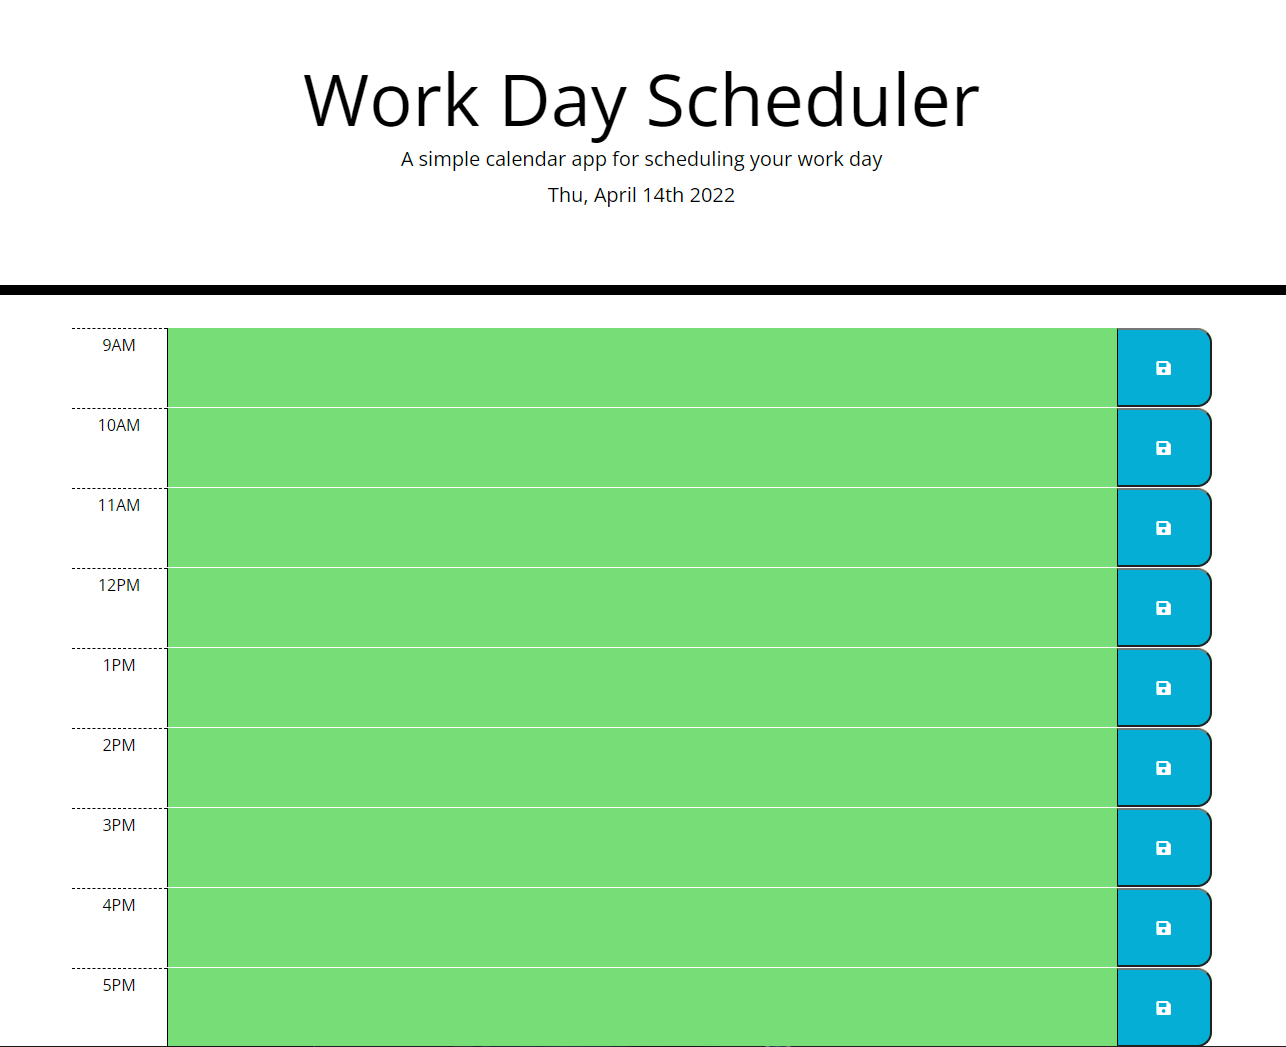 Work Day Scheduler
A simple calendar app for scheduling your work day
Thu, April 14th 2022
9AM
10AM
11AM
12PM
1PM
2PM
3PM
4PM
5PM